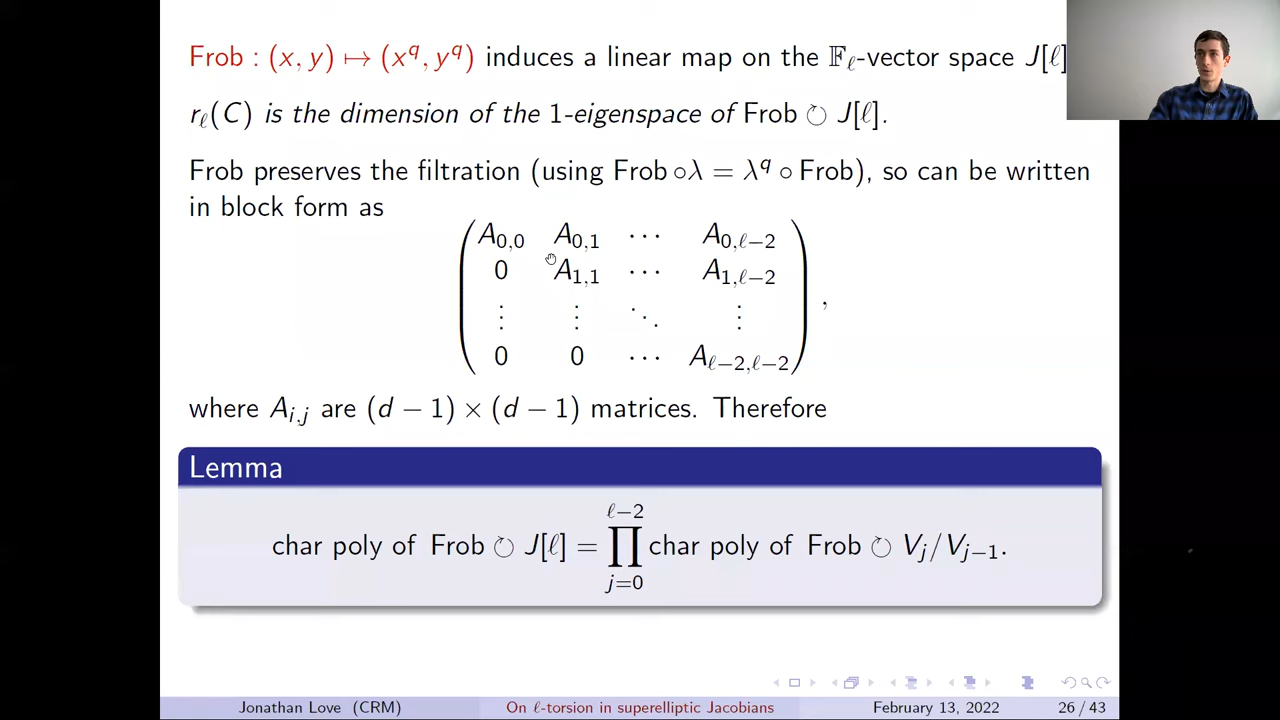 Frob : (x, y) ↦ (x^q, y^q) induces a linear map on the 𝔽_ℓ-vector space J[ℓ]
r_ℓ(C) is the dimension of the 1-eigenspace of Frob ↻ J[ℓ].
Frob preserves the filtration (using Frob ∘λ = λ^q ∘ Frob), so can be written
in block form as
A_{0,0} A_{0,1} ⋯ A_{0,ℓ−2}
0 A_{1,1} ⋯ A_{1,ℓ−2}
⋮ ⋮ ⋱ ⋮ ,
0 0 ⋯ A_{ℓ−2,ℓ−2}
where A_{i,j} are (d − 1) × (d − 1) matrices. Therefore
Lemma
char poly of Frob ↻ J[ℓ] = ∏_{j=0}^{ℓ−2} char poly of Frob ↻ V_j/V_{j−1}.
Jonathan Love (CRM) On ℓ-torsion in superelliptic Jacobians February 13, 2022 26 / 43